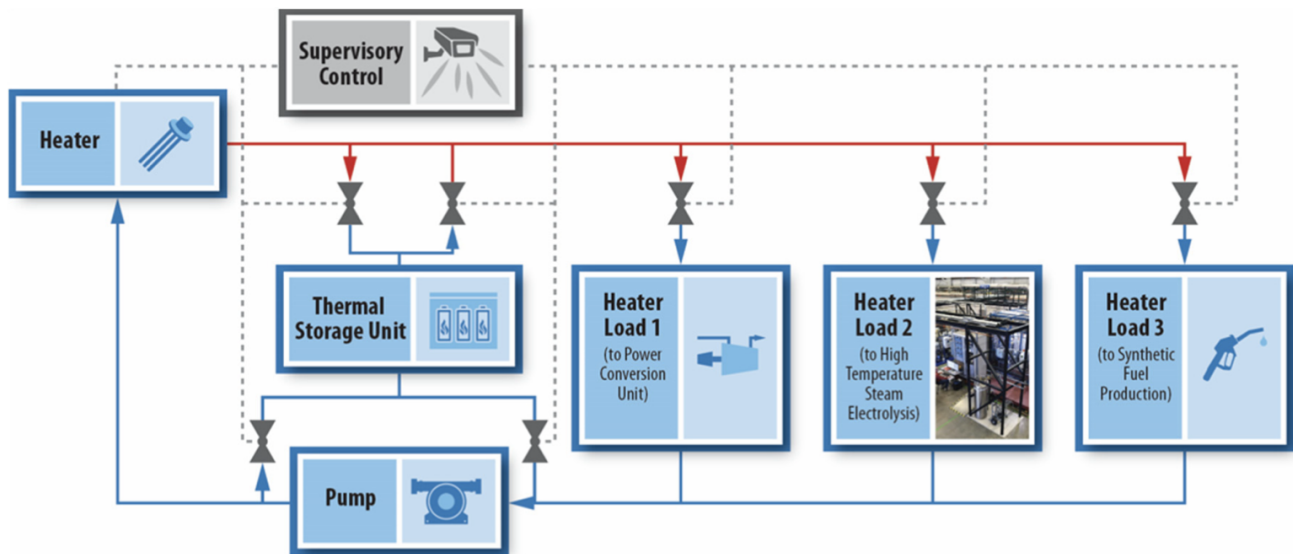 Supervisory
Control
Heater
Thermal
Storage Unit
Heater
Load 1
(to Power
Conversion
Unit)
Heater
Load 2
(to High
Temperature
Steam
Electrolysis)
Heater
Load 3
(to Synthetic
Fuel
Production)
Pump